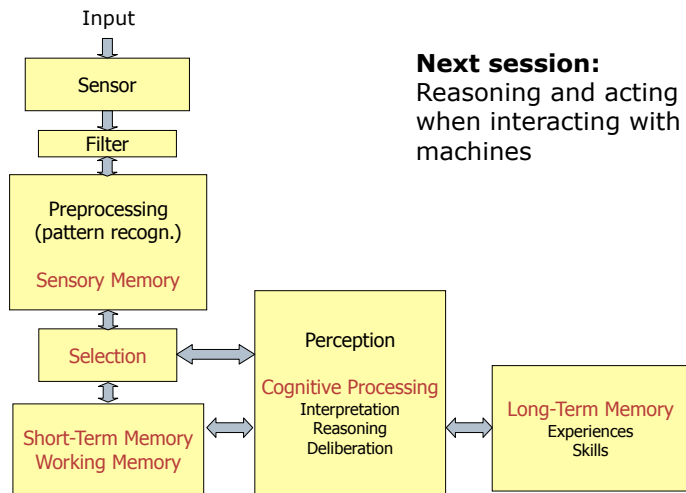 Input
Sensor
Filter
Preprocessing
(pattern recogn.)
Sensory Memory
Selection
Short-Term Memory
Working Memory
Perception
Cognitive Processing
Interpretation
Reasoning
Deliberation
Long-Term Memory
Experiences
Skills
Next session:
Reasoning and acting
when interacting with
machines